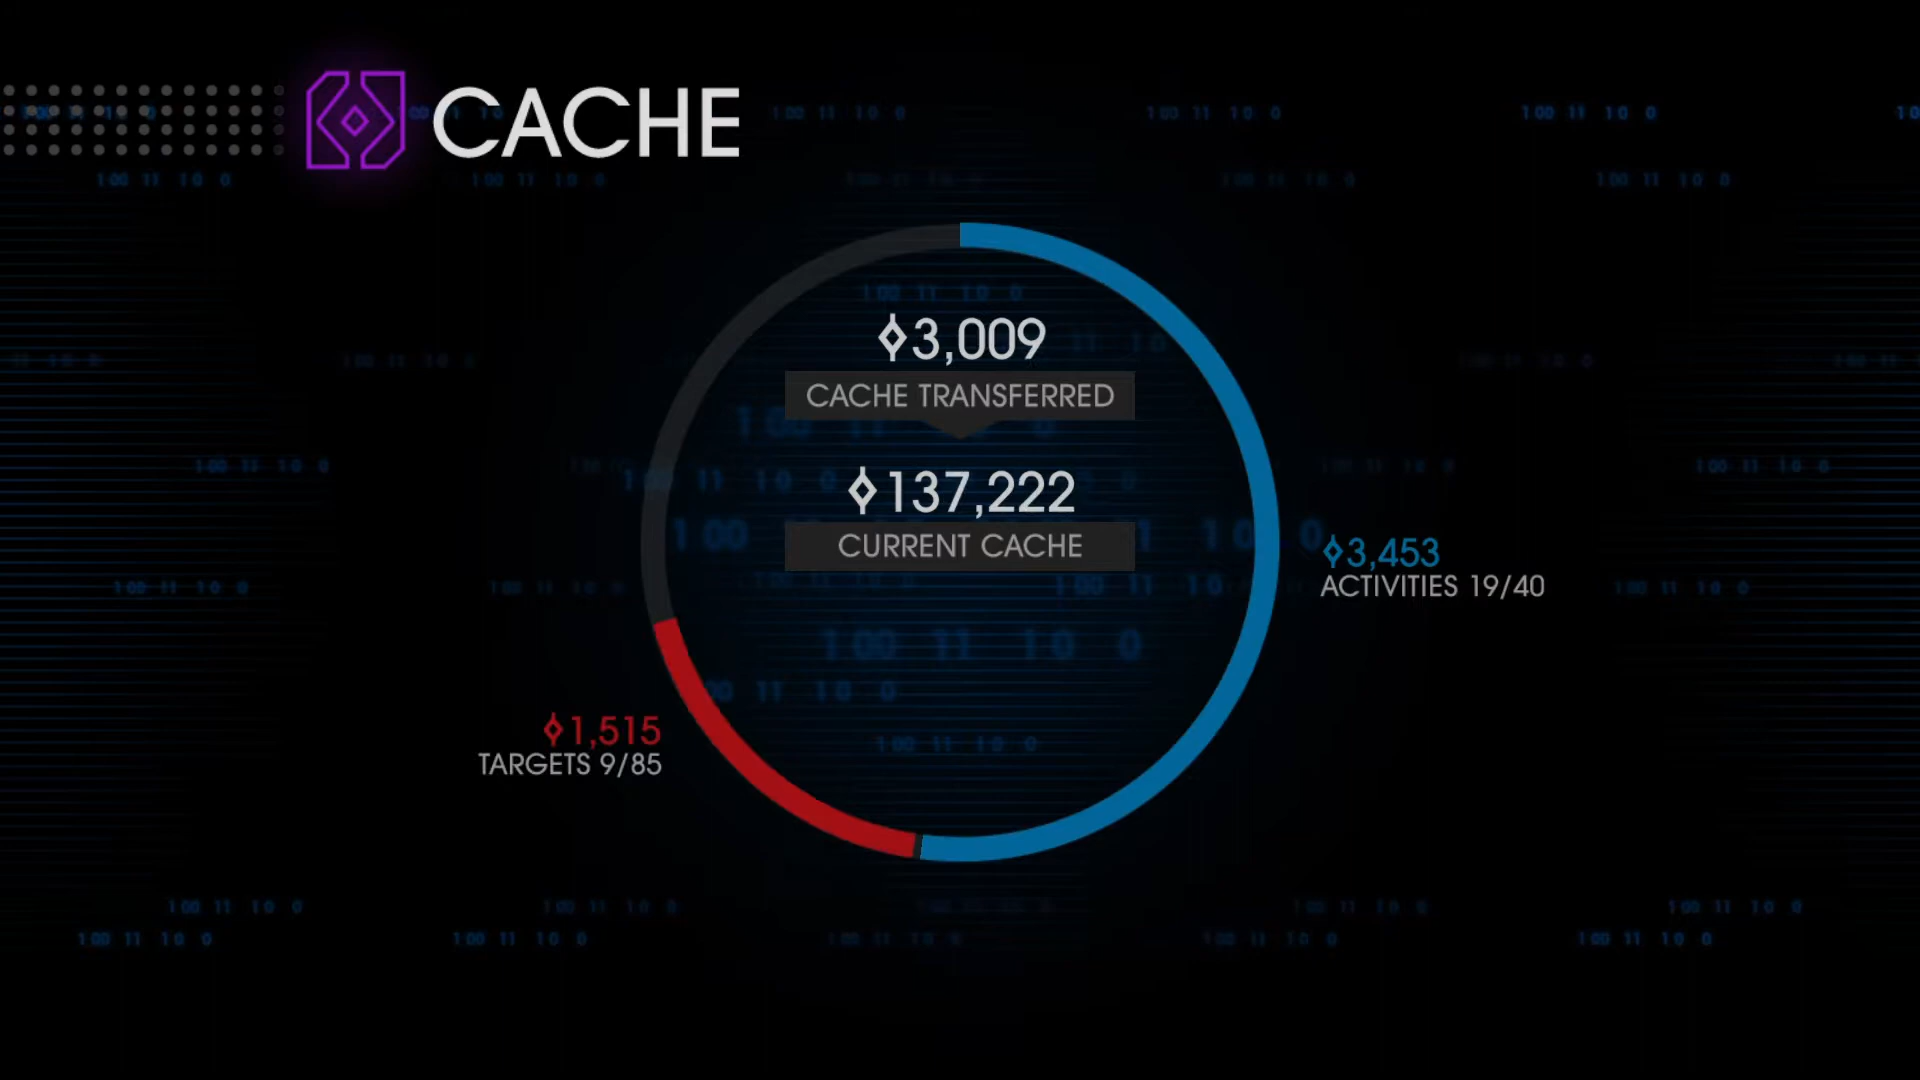 CACHE
3,009
CACHE TRANSFERRED
137,222
CURRENT CACHE
3,453
ACTIVITIES 19/40
1,515
TARGETS 9/85